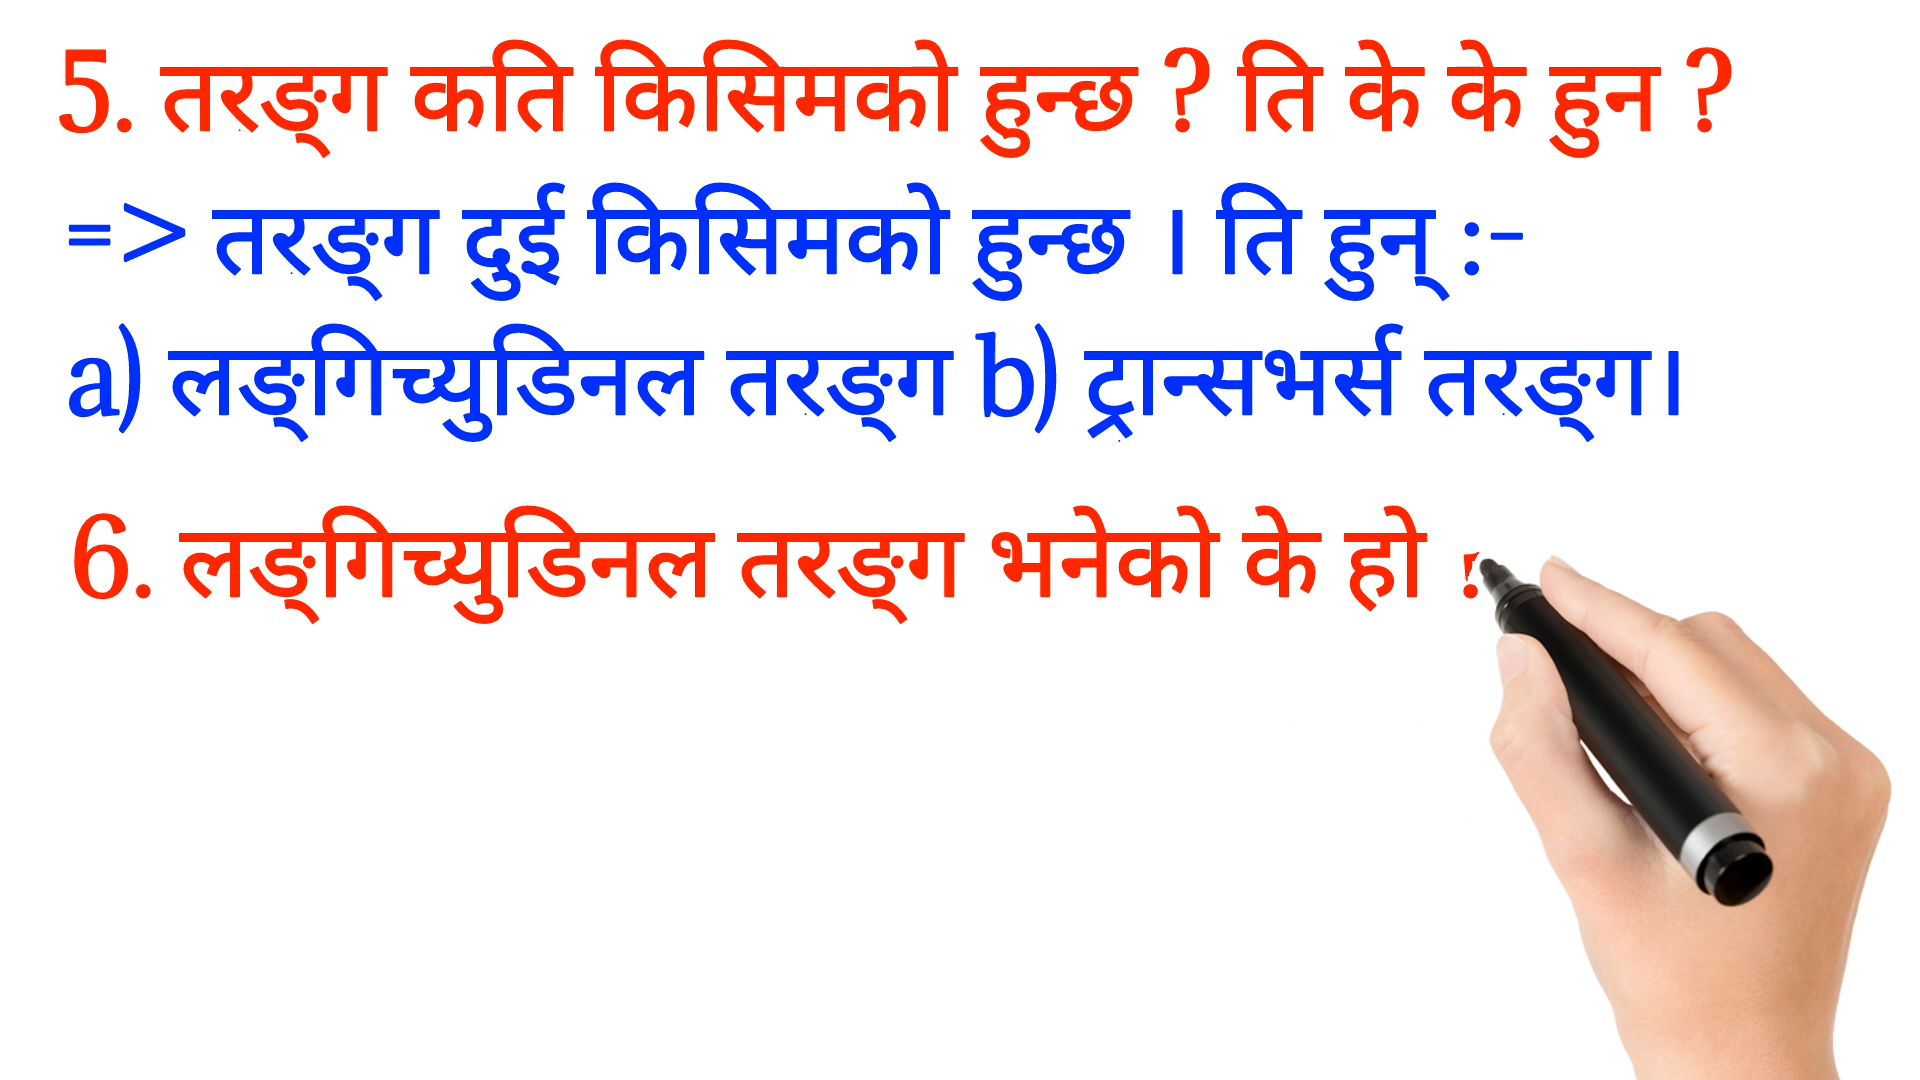 5. तरङ्ग कति किसिमको हुन्छ ? ति के के हुन ?
=> तरङ्ग दुई किसिमको हुन्छ । ति हुन् :-
a) लङ्गिच्युडिनल तरङ्ग b) ट्रान्सभर्स तरङ्ग।
6. लङ्गिच्युडिनल तरङ्ग भनेको के हो